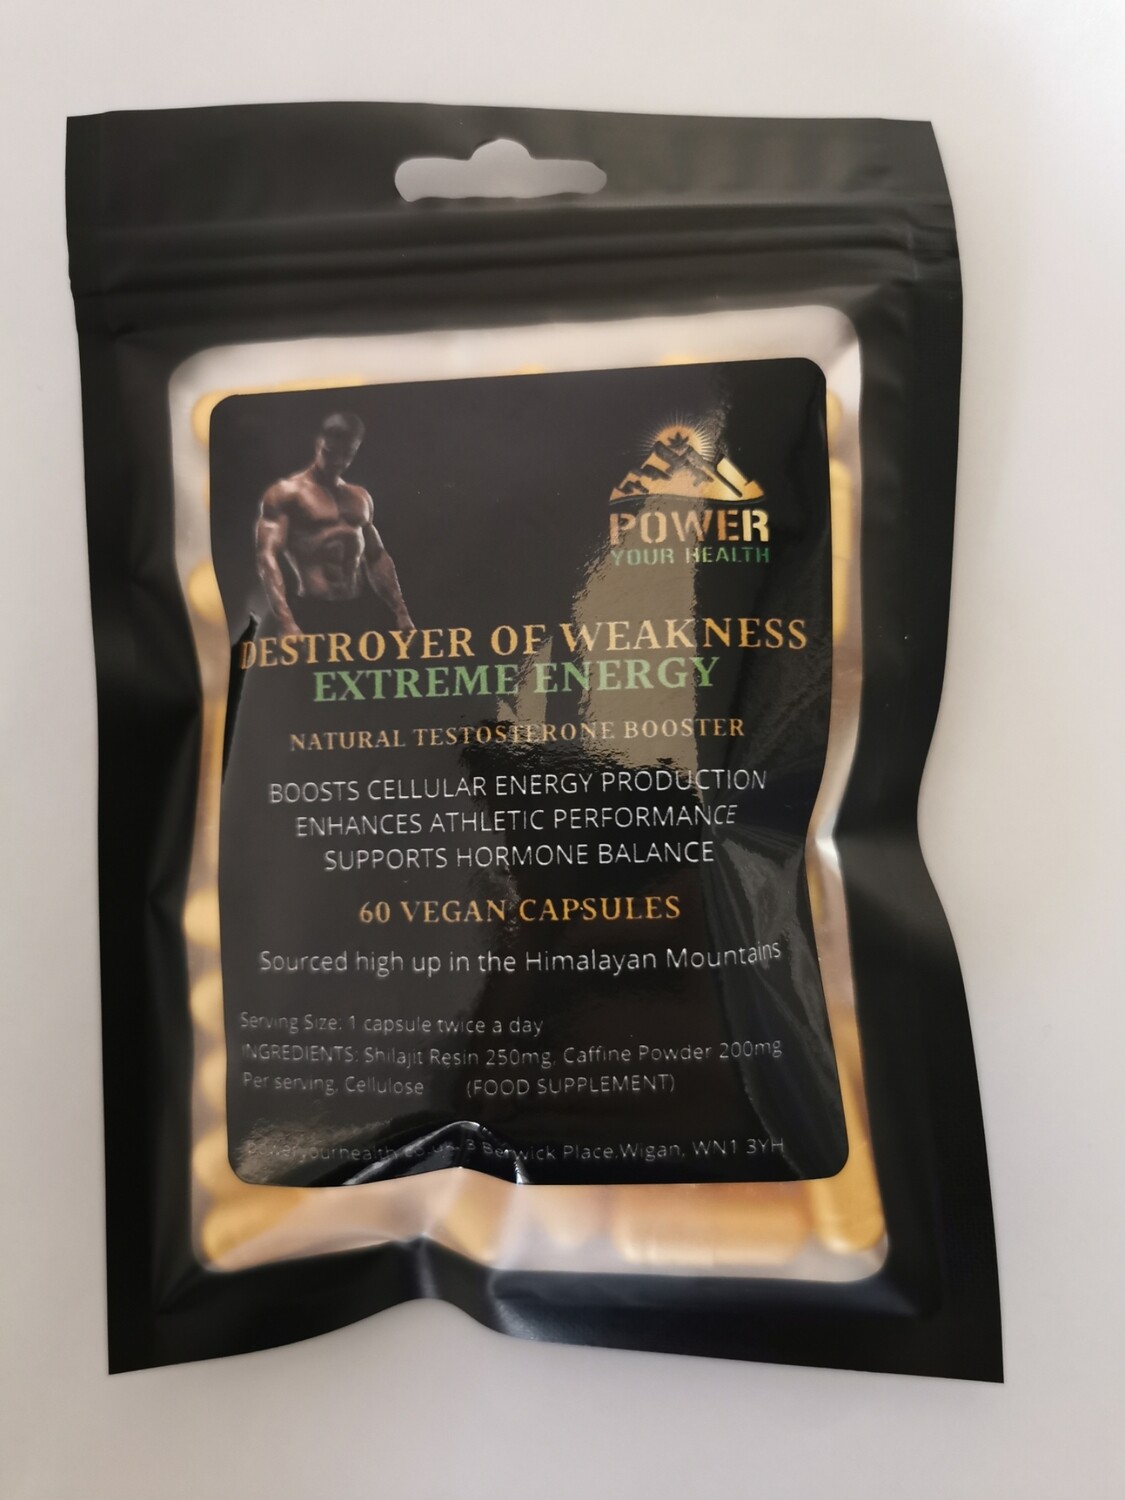 POWER
YOUR HEALTH
DESTROYER OF WEAKNESS
EXTREME ENERGY
NATURAL TESTOSTERONE BOOSTER
BOOSTS CELLULAR ENERGY PRODUCTION
ENHANCES ATHLETIC PERFORMANCE
SUPPORTS HORMONE BALANCE
60 VEGAN CAPSULES
Sourced high up in the Himalayan Mountains
Serving Size: 1 capsule twice a day
INGREDIENTS: Shilajit Resin 250mg, Caffine Powder 200mg
Per serving, Cellulose (FOOD SUPPLEMENT)
Berwick Place,Wigan, WN1 3YH